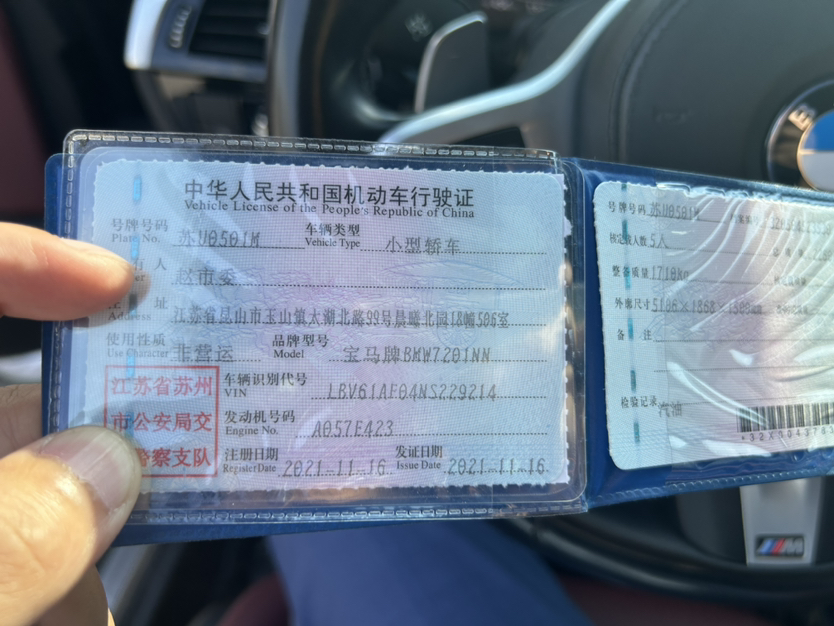 中华人民共和国机动车行驶证
Vehicle License of the People's Republic of China
号牌号码 苏U0501M 车辆类型 小型轿车
Plate No. Vehicle Type
人 赵市委
址 江苏省昆山市玉山镇大湖北路99号晨曦北园18幢506室
Address
使用性质 非营运 品牌型号 宝马牌BMW7201NN
Use Character Model
江苏省苏州
市公安局交
警察支队
车辆识别代号 LBV61AF04NS229214
VIN
发动机号码 A057E423
Engine No.
注册日期 2021-11-16 发证日期 2021-11-16
Register Date Issue Date
号牌号码 苏U0501M
核定载人数 5人
整备质量 1710kg
外廓尺寸 5106×1868×1500
备 注
检验记录 汽油
M